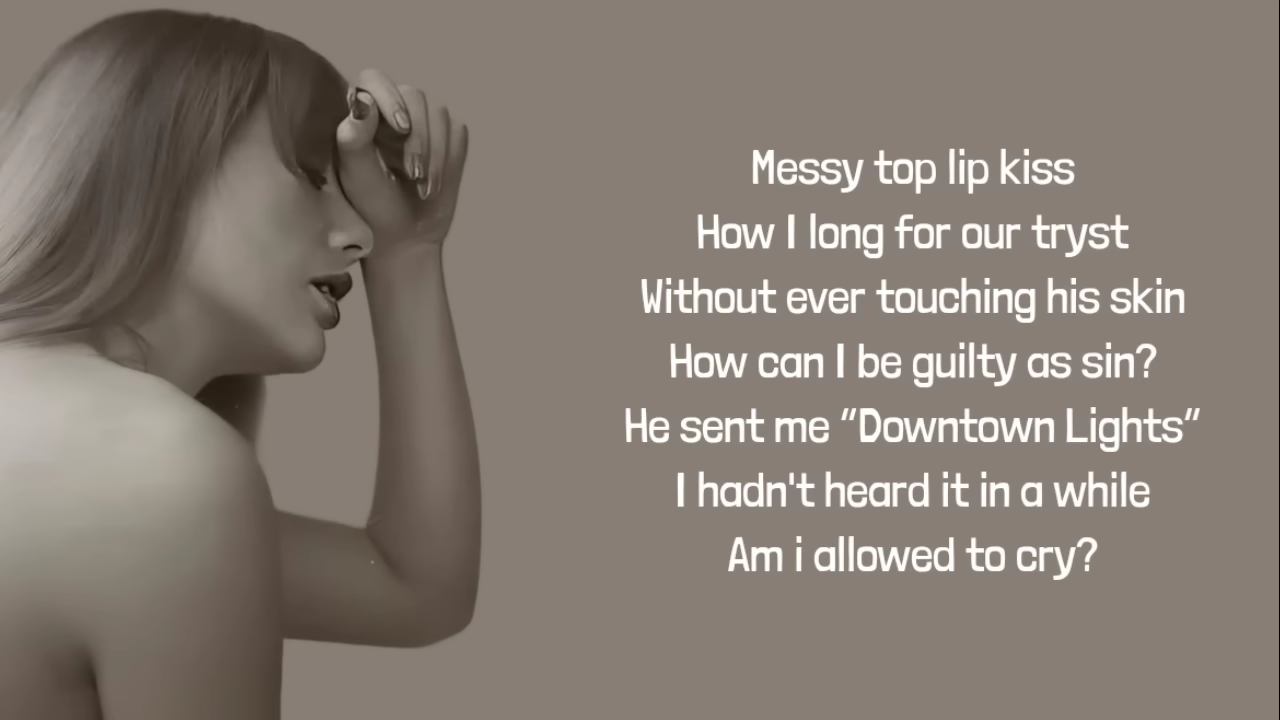 Messy top lip kiss
How I long for our tryst
Without ever touching his skin
How can I be guilty as sin?
He sent me “Downtown Lights”
I hadn't heard it in a while
Am i allowed to cry?